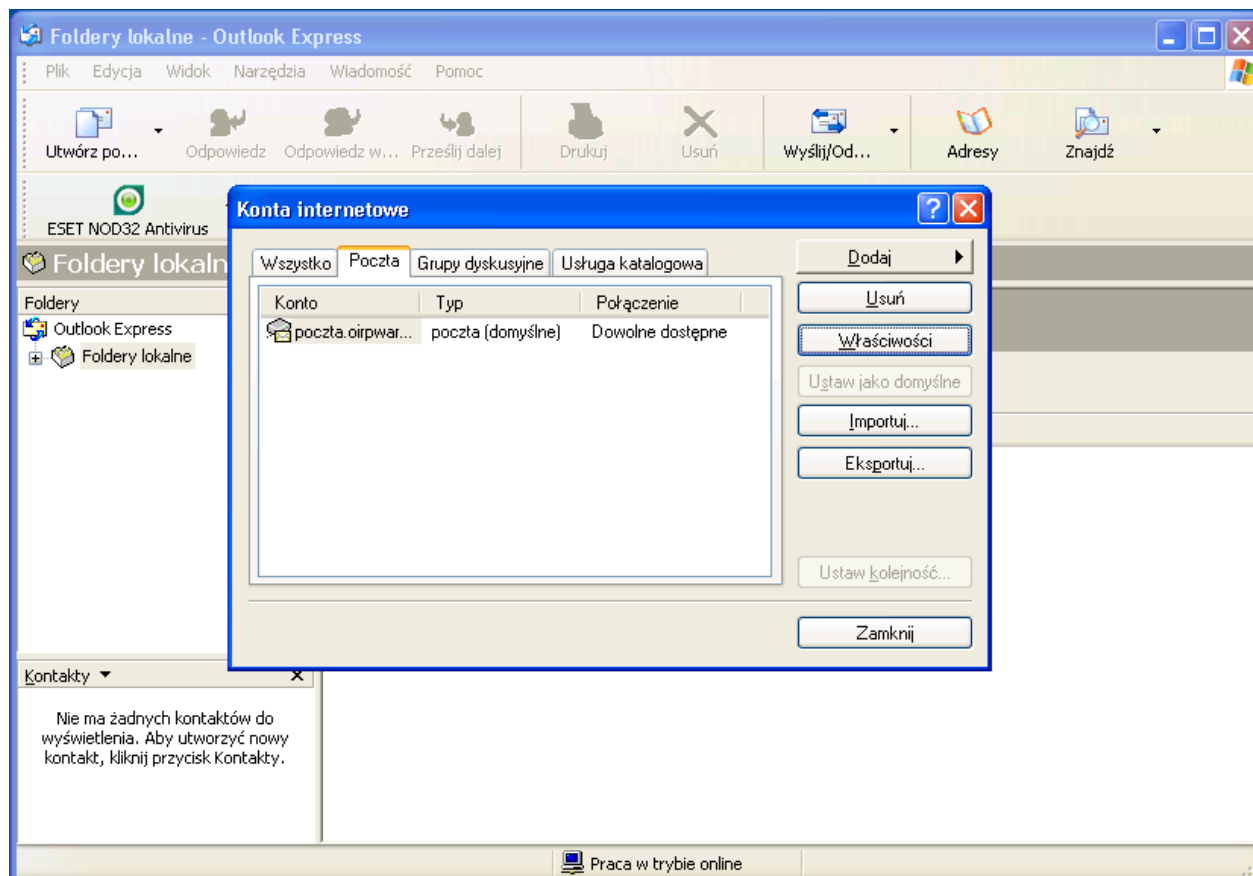 Foldery lokalne - Outlook Express
Plik Edycja Widok Narzędzia Wiadomość Pomoc
Utwórz po... Odpowiedz Odpowiedz w... Prześlij dalej Drukuj Usuń Wyślij/Od... Adresy Znajdź
ESET NOD32 Antivirus
Foldery lokaln
Foldery
Outlook Express
Foldery lokalne
Konta internetowe
Wszystko Poczta Grupy dyskusyjne Usługa katalogowa
Konto Typ Połączenie
poczta.oirpwar... poczta (domyślne) Dowolne dostępne
Dodaj
Usuń
Właściwości
Ustaw jako domyślne
Importuj...
Eksportuj...
Ustaw kolejność...
Zamknij
Kontakty
Nie ma żadnych kontaktów do
wyświetlenia. Aby utworzyć nowy
kontakt, kliknij przycisk Kontakty.
Praca w trybie online